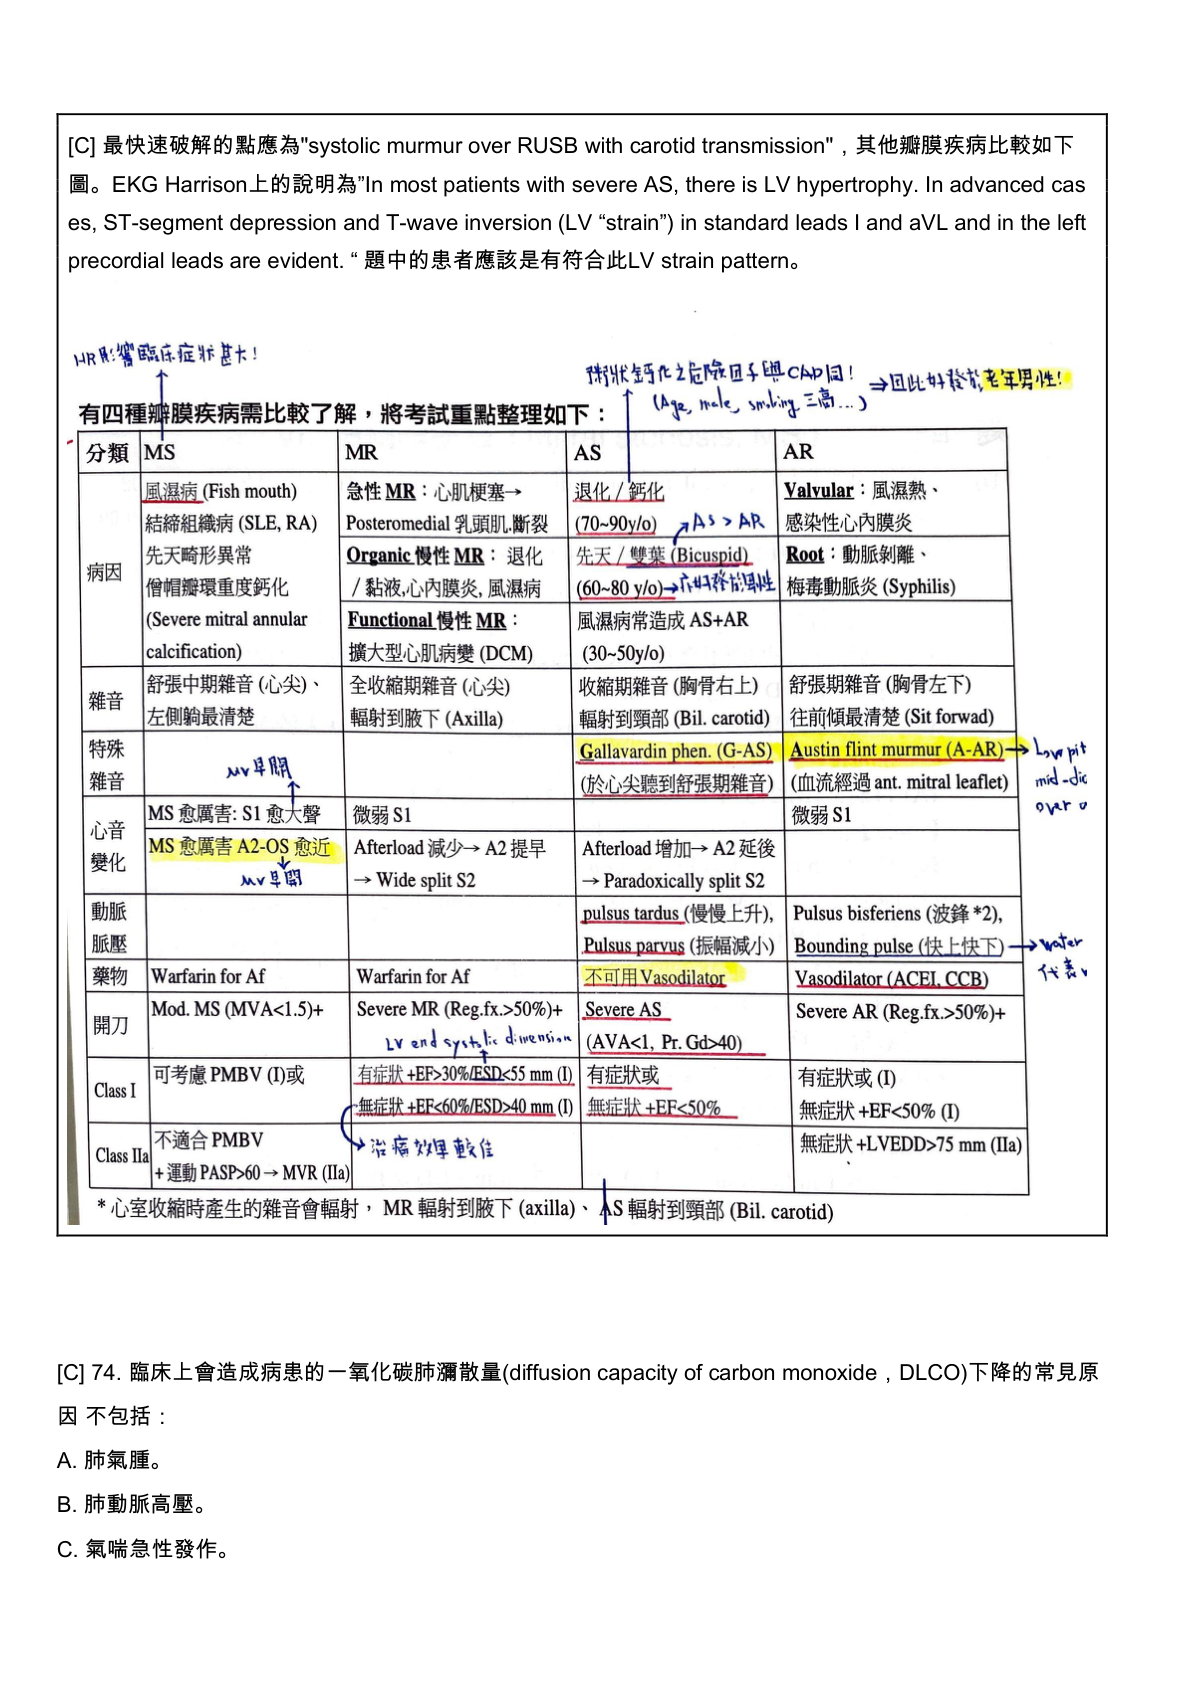 [C] 最快速破解的點應為"systolic murmur over RUSB with carotid transmission"，其他瓣膜疾病比較如下
圖。EKG Harrison上的說明為”In most patients with severe AS, there is LV hypertrophy. In advanced cas
es, ST-segment depression and T-wave inversion (LV “strain”) in standard leads I and aVL and in the left
precordial leads are evident. “ 題中的患者應該是有符合此LV strain pattern。
HR影響臨床症狀甚大!
粥狀鈣化之危險因子與CAD同!
(Age, male, smoking, 三高...)
⇒因此好發於老年男性!
有四種瓣膜疾病需比較了解，將考試重點整理如下：
分類 MS MR AS AR
病因
風濕病 (Fish mouth)
結締組織病 (SLE, RA)
先天畸形異常
僧帽瓣環重度鈣化
(Severe mitral annular
calcification)
急性 MR：心肌梗塞→
Posteromedial 乳頭肌.斷裂
Organic 慢性 MR： 退化
/ 黏液,心內膜炎, 風濕病
Functional 慢性 MR：
擴大型心肌病變 (DCM)
退化 / 鈣化
(70~90y/o)
AS > AR
先天 / 雙葉 (Bicuspid)
(60~80 y/o)→亦好發於男性
風濕病常造成 AS+AR
(30~50y/o)
Valvular：風濕熱、
感染性心內膜炎
Root：動脈剝離、
梅毒動脈炎 (Syphilis)
雜音
舒張中期雜音 (心尖)、
左側躺最清楚
全收縮期雜音 (心尖)
輻射到腋下 (Axilla)
收縮期雜音 (胸骨右上)
輻射到頸部 (Bil. carotid)
舒張期雜音 (胸骨左下)
往前傾最清楚 (Sit forwad)
特殊
雜音
MV早關
Gallavardin phen. (G-AS)
(於心尖聽到舒張期雜音)
Austin flint murmur (A-AR)
(血流經過 ant. mitral leaflet)
→Low pit
mid-dia
over
心音
變化
MS 愈厲害: S1 愈大聲
MS 愈厲害 A2-OS 愈近
MV早開
微弱 S1
Afterload 減少→ A2 提早
→ Wide split S2
Afterload 增加→ A2 延後
→ Paradoxically split S2
微弱 S1
動脈
脈壓
pulsus tardus (慢慢上升),
Pulsus parvus (振幅減小)
Pulsus bisferiens (波鋒 *2),
Bounding pulse (快上快下)
→water
代表
藥物 Warfarin for Af Warfarin for Af 不可用 Vasodilator Vasodilator (ACEI, CCB)
開刀
Mod. MS (MVA<1.5)+
Severe MR (Reg.fx.>50%)+
LV end systolic dimension
Severe AS
(AVA<1, Pr. Gd>40)
Severe AR (Reg.fx.>50%)+
Class I
可考慮 PMBV (I)或
有症狀 +EF>30%/ESD<55 mm (I)
無症狀 +EF<60%/ESD>40 mm (I)
有症狀或
無症狀 +EF<50%
有症狀或 (I)
無症狀 +EF<50% (I)
Class IIa
不適合 PMBV
+ 運動 PASP>60 → MVR (IIa)
治療效果較佳
無症狀 +LVEDD>75 mm (IIa)
* 心室收縮時產生的雜音會輻射， MR 輻射到腋下 (axilla)、 AS 輻射到頸部 (Bil. carotid)
[C] 74. 臨床上會造成病患的一氧化碳肺瀰散量(diffusion capacity of carbon monoxide，DLCO)下降的常見原
因 不包括：
A. 肺氣腫。
B. 肺動脈高壓。
C. 氣喘急性發作。